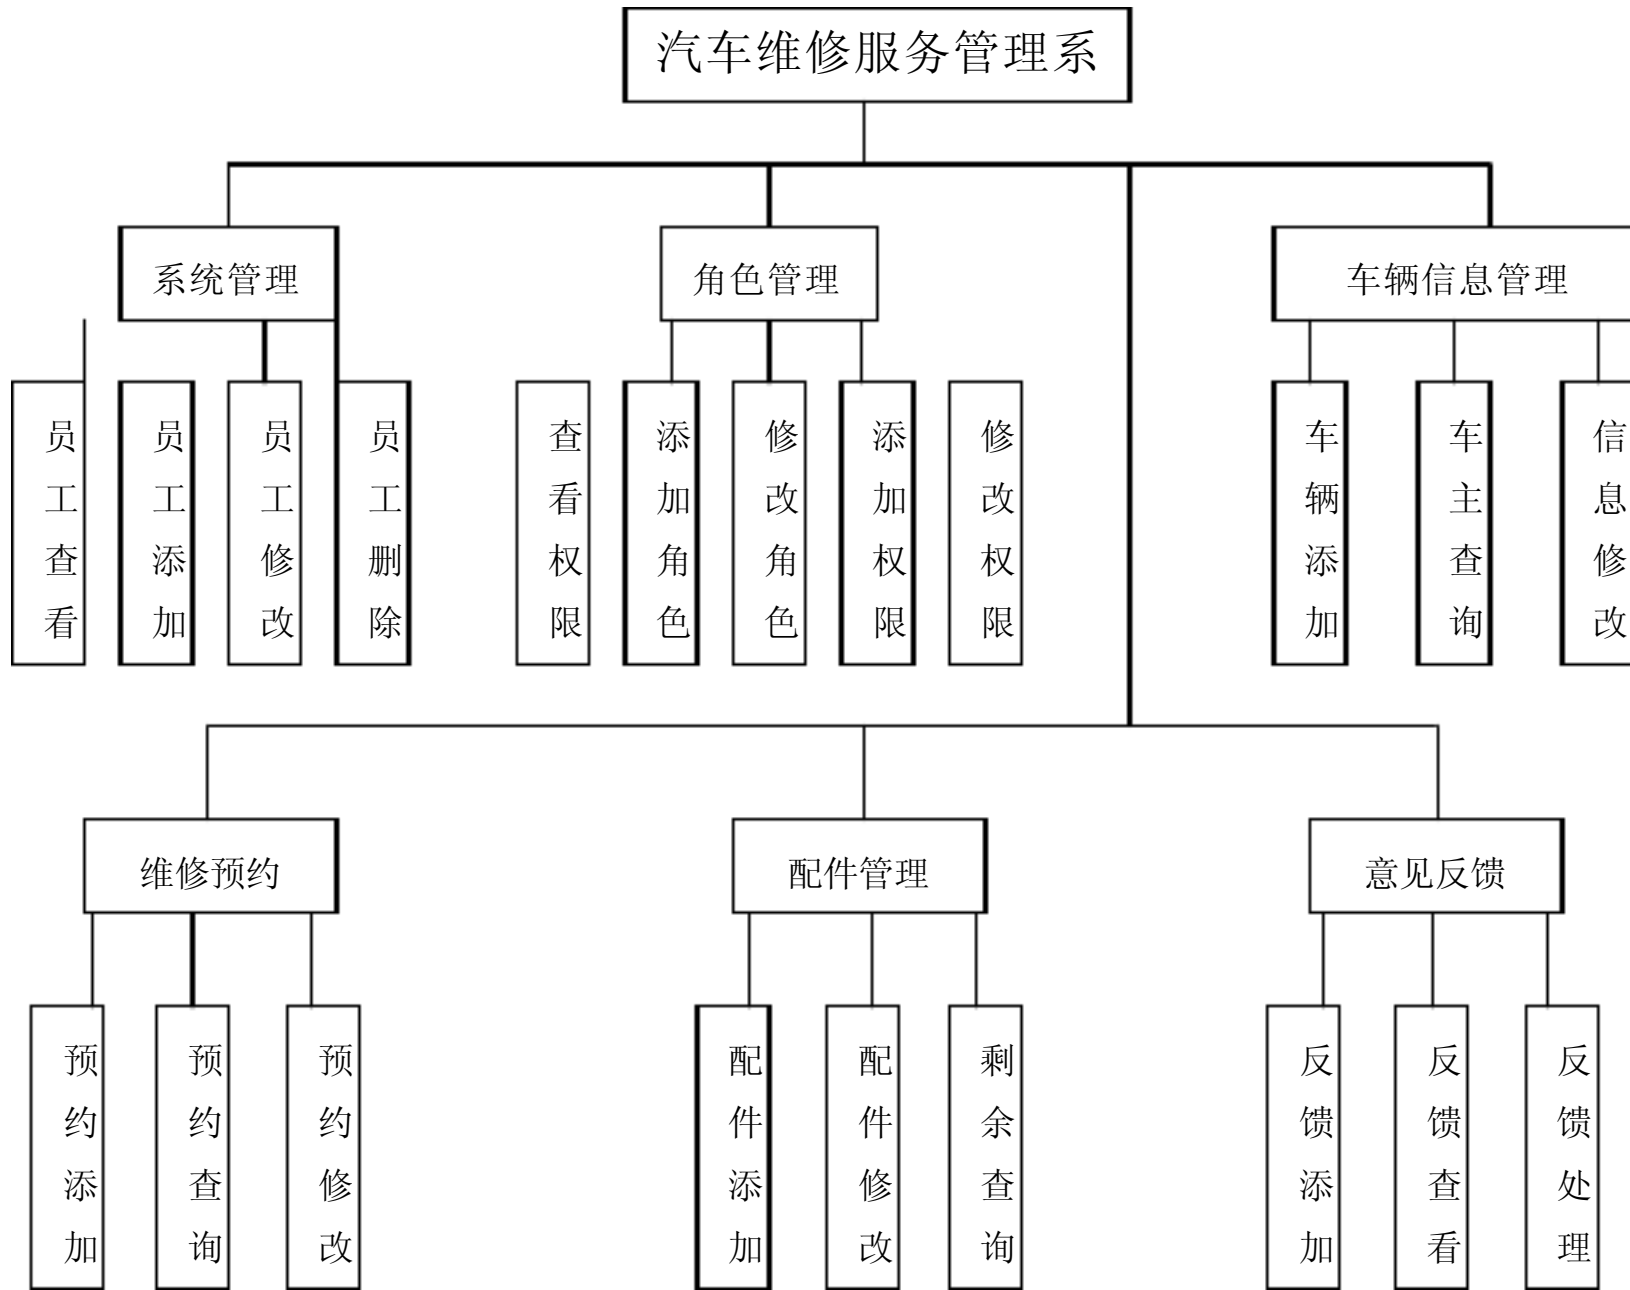 汽车维修服务管理系
系统管理
角色管理
车辆信息管理
员工查看
员工添加
员工修改
员工删除
查看权限
添加角色
修改角色
添加权限
修改权限
车辆添加
车主查询
信息修改
维修预约
配件管理
意见反馈
预约添加
预约查询
预约修改
配件添加
配件修改
剩余查询
反馈添加
反馈查看
反馈处理